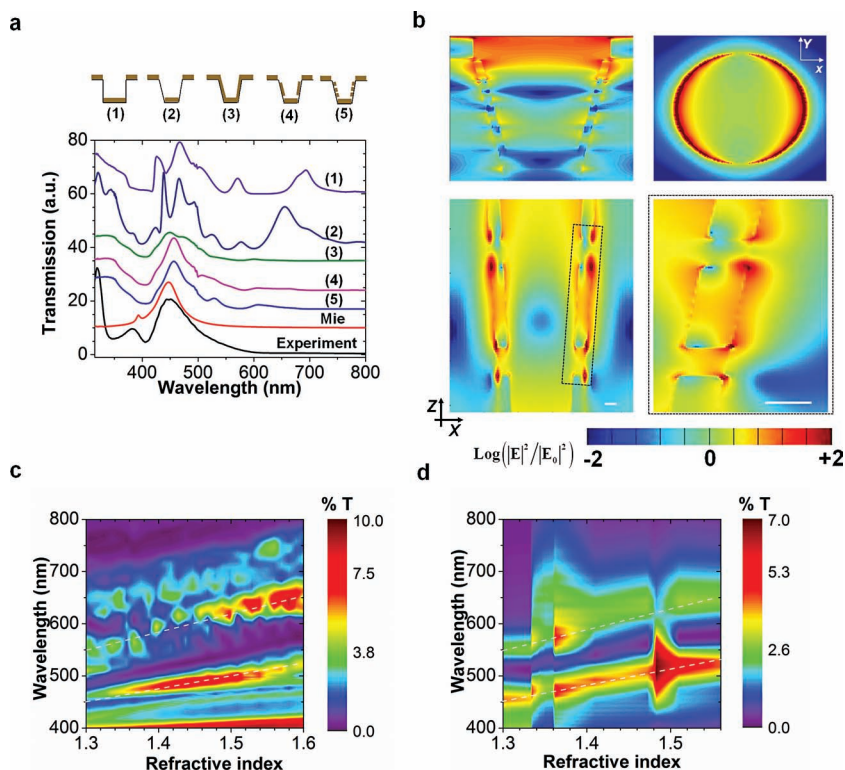 a
(1) (2) (3) (4) (5)
80
60
40
20
0
Transmission (a.u.)
(1)
(2)
(3)
(4)
(5)
Mie
Experiment
400 500 600 700 800
Wavelength (nm)
b
Y
X
Z
X
Log(|E|²/|E₀|²)
-2 0 +2
c
% T
800
700
600
500
400
Wavelength (nm)
1.3 1.4 1.5 1.6
Refractive index
10.0
7.5
5.0
3.8
0.0
d
% T
800
700
600
500
400
Wavelength (nm)
1.3 1.4 1.5
Refractive index
7.0
5.2
2.6
0.0